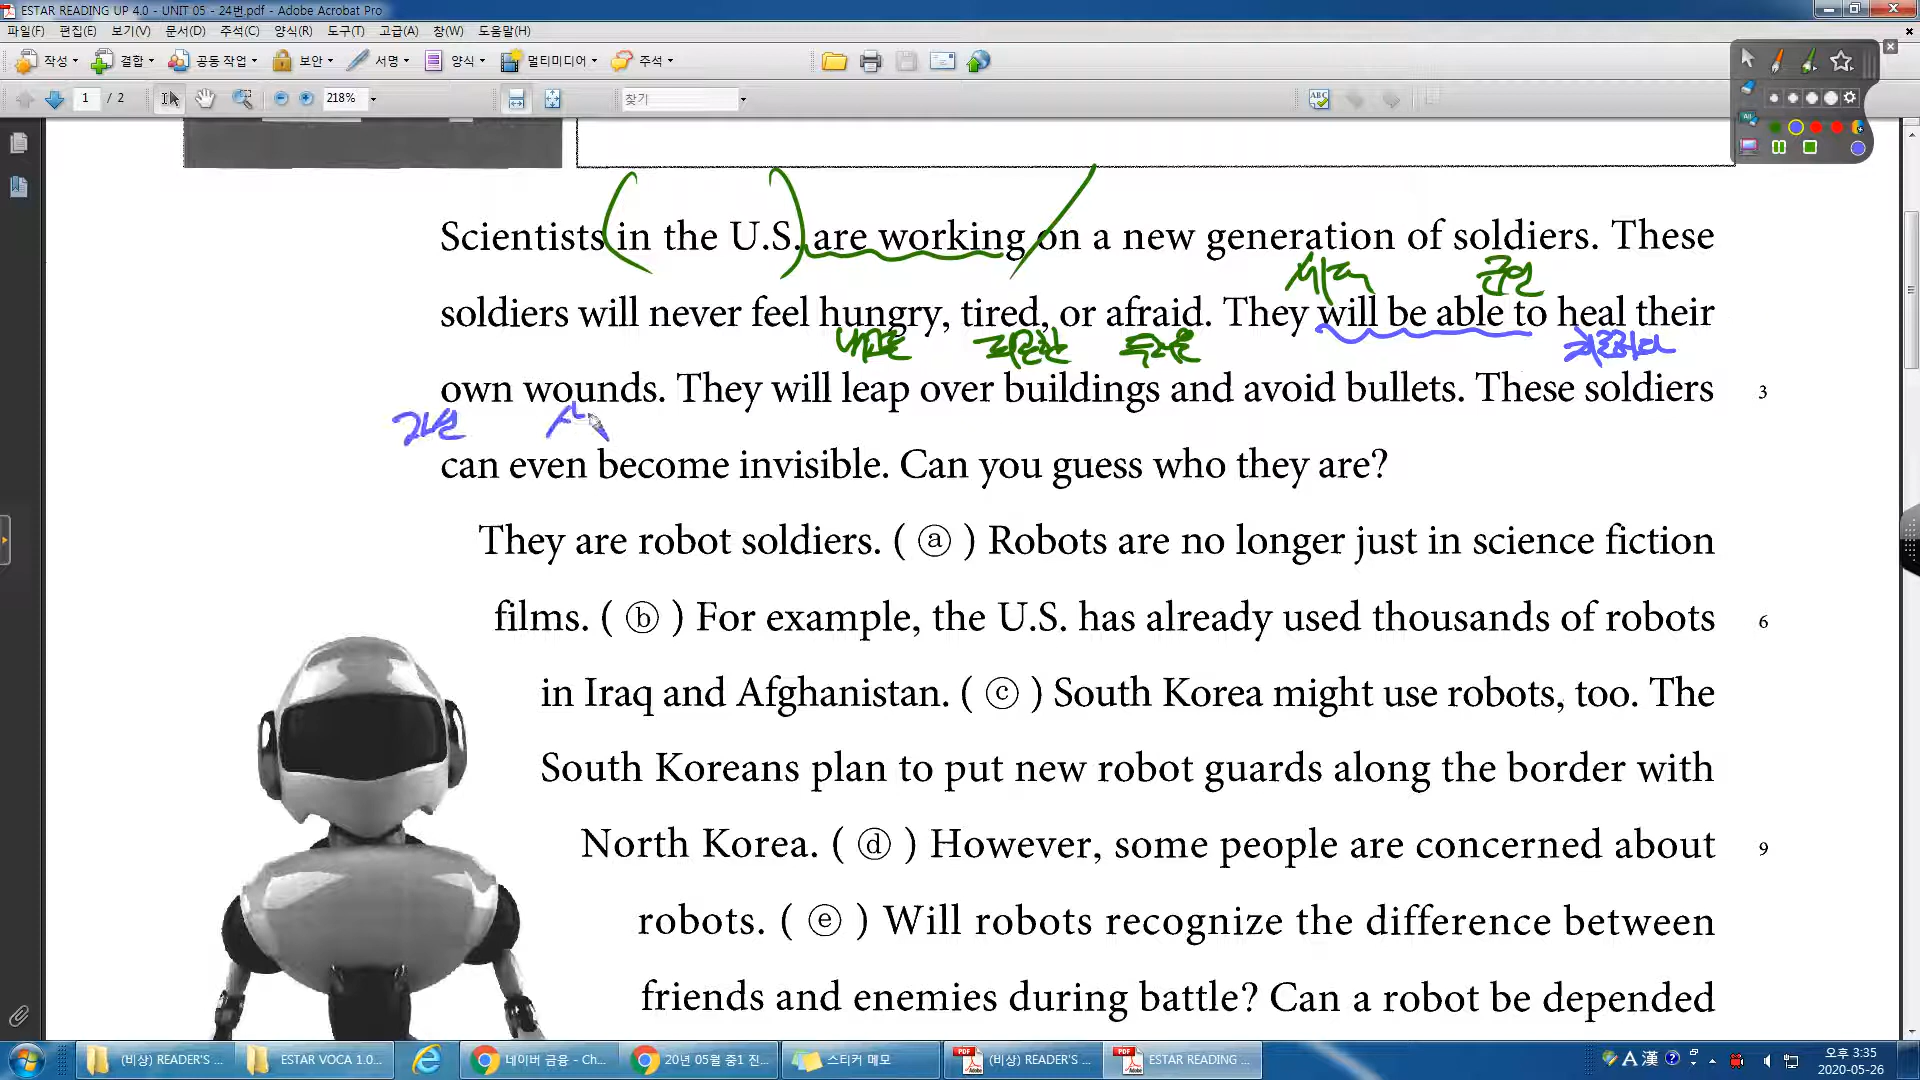 ESTAR READING UP 4.0 - UNIT 05 - 24번.pdf - Adobe Acrobat Pro
파일(F) 편집(E) 보기(V) 문서(D) 주석(C) 양식(R) 도구(T) 고급(A) 창(W) 도움말(H)
작성 결합 공동 작업 보안 서명 양식 멀티미디어 주석
1 / 2 218% 찾기
Scientists in the U.S. are working on a new generation of soldiers. These
세대 군인
soldiers will never feel hungry, tired, or afraid. They will be able to heal their
배고픈 피곤한 두려운 치료하다
own wounds. They will leap over buildings and avoid bullets. These soldiers 3
자신
can even become invisible. Can you guess who they are?
They are robot soldiers. ( ⓐ ) Robots are no longer just in science fiction
films. ( ⓑ ) For example, the U.S. has already used thousands of robots 6
in Iraq and Afghanistan. ( ⓒ ) South Korea might use robots, too. The
South Koreans plan to put new robot guards along the border with
North Korea. ( ⓓ ) However, some people are concerned about 9
robots. ( ⓔ ) Will robots recognize the difference between
friends and enemies during battle? Can a robot be depended
(비상) READER'S ... ESTAR VOCA 1.0... 네이버 금융 - Ch... 20년 05월 중1 진... 스티커 메모 (비상) READER'S ... ESTAR READING ... A 漢 오후 3:35
2020-05-26